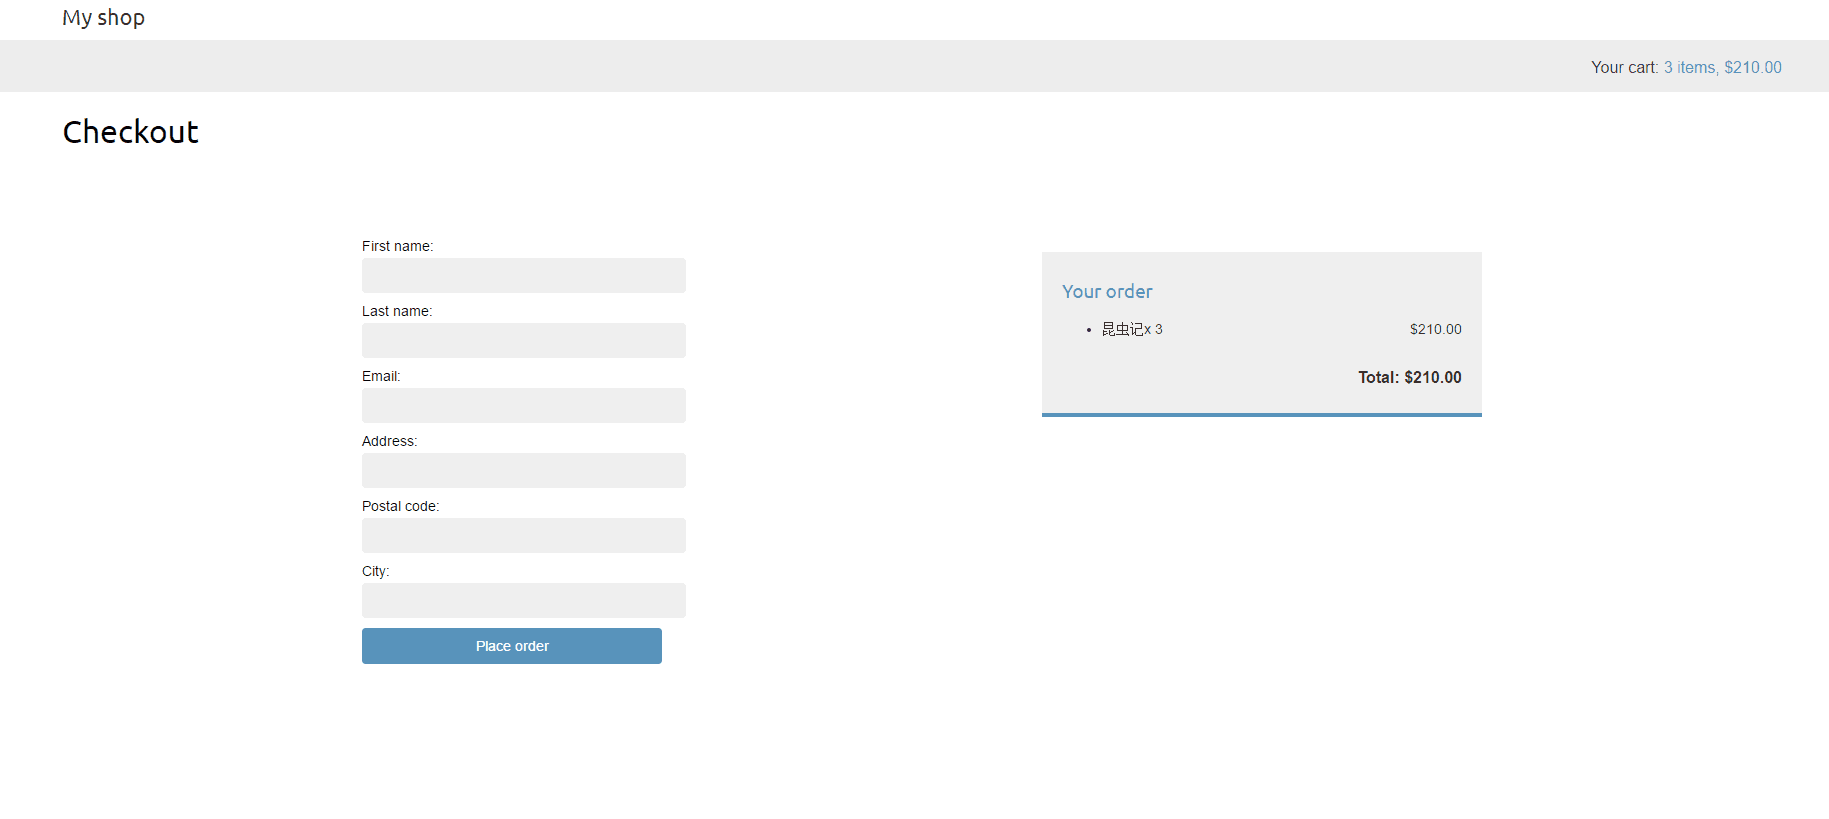 My shop
Your cart: 3 items, $210.00
Checkout
First name:
Last name:
Email:
Address:
Postal code:
City:
Place order
Your order
昆虫记x 3 $210.00
Total: $210.00